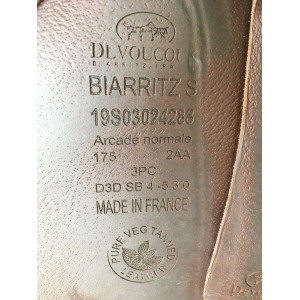 DEVOUCOUX
BIARRITZ S
Arcade normale
175 2AA
3PC
D3D SB 4 -5 3 0
MADE IN FRANCE
PURE VEG TANNED
LEATHER